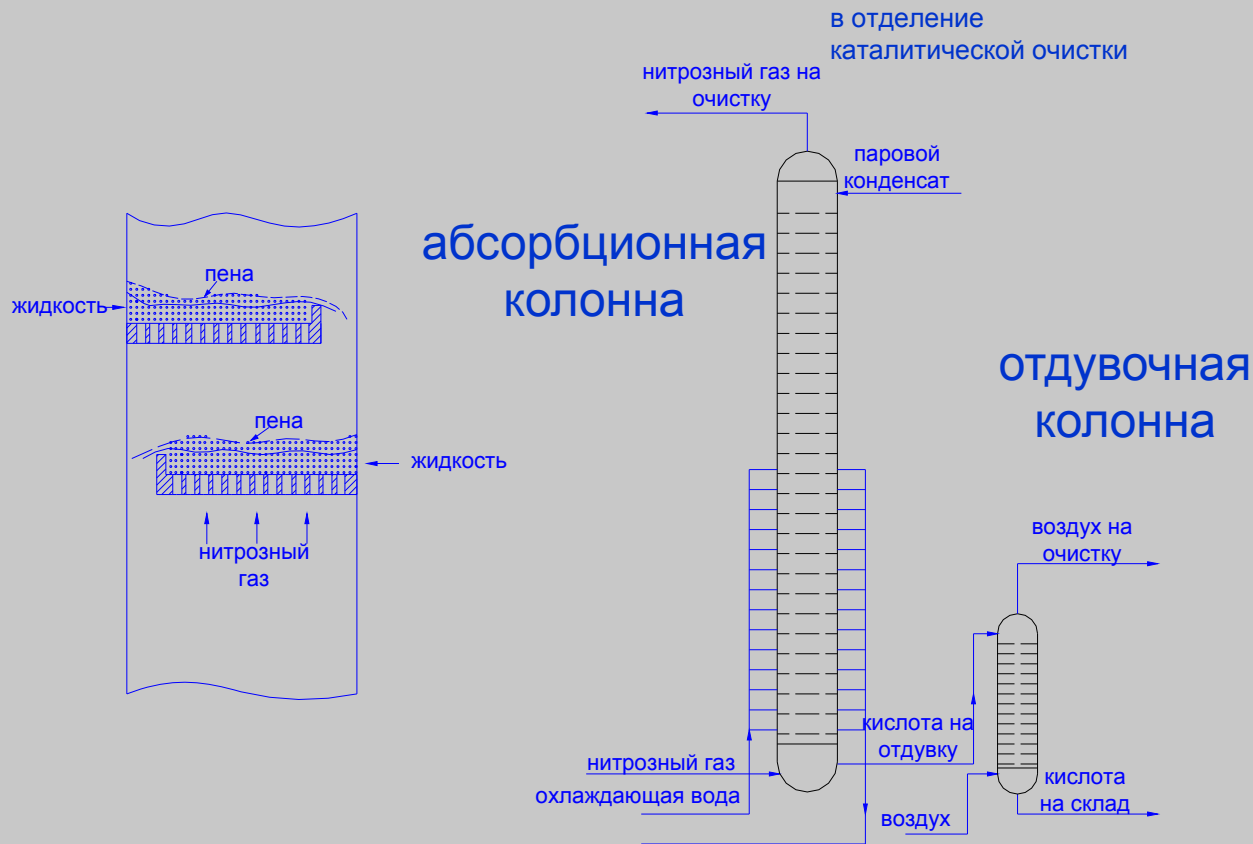 в отделение
каталитической очистки
нитрозный газ на
очистку
паровой
конденсат
абсорбционная
колонна
пена
жидкость
отдувочная
колонна
пена
жидкость
нитрозный
газ
воздух на
очистку
кислота на
отдувку
нитрозный газ
охлаждающая вода
кислота
на склад
воздух